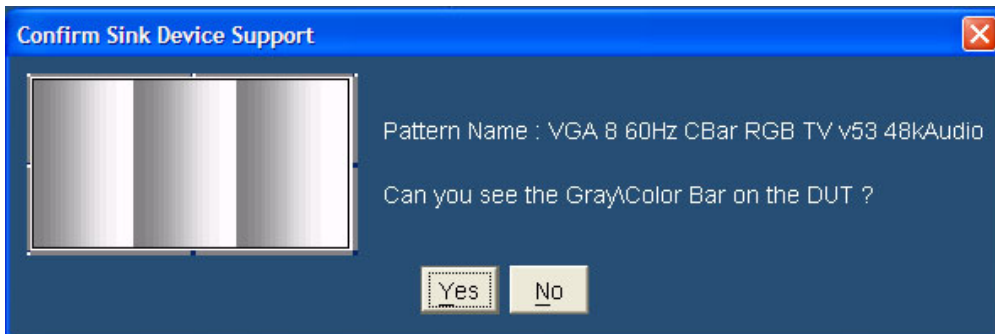 Confirm Sink Device Support
Pattern Name : VGA 8 60Hz CBar RGB TV v53 48kAudio
Can you see the Gray\Color Bar on the DUT ?
Yes No